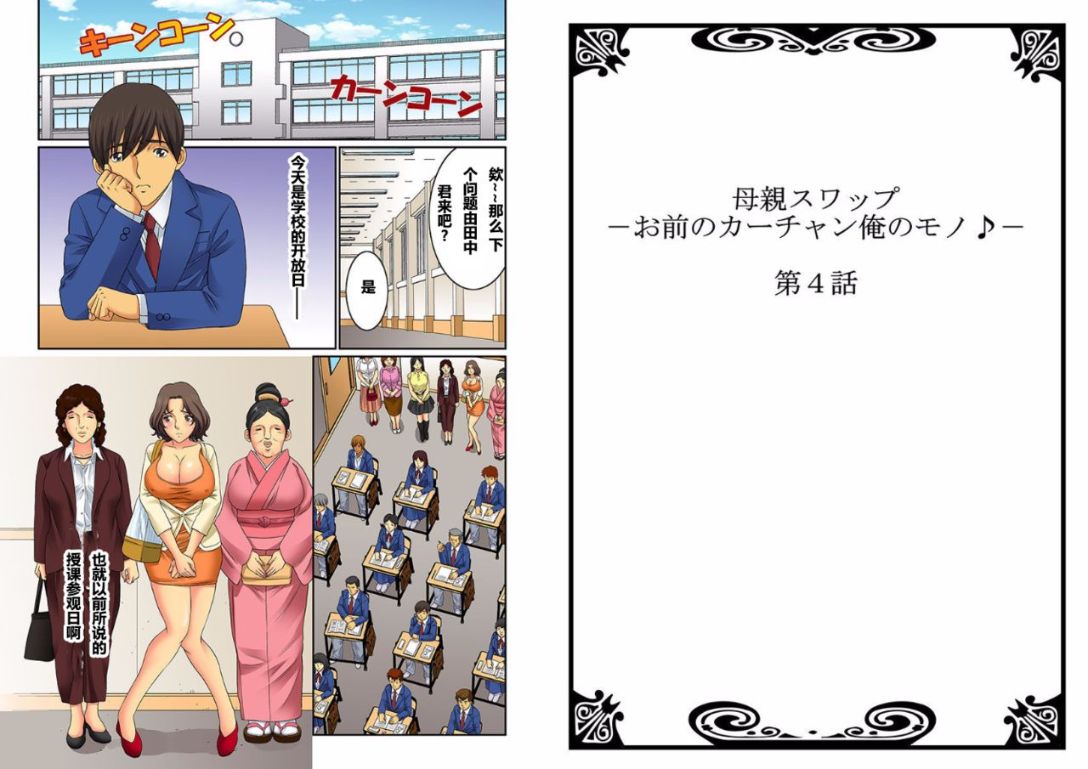 母親スワップ
－お前のカーチャン俺のモノ♪－
第４話
キーンコーン。
カーンコーン
欸~~那么 下
个问题由田中
君来吧?
是
今天是学校的开放日——
也就以前所说的
授课参观日啊